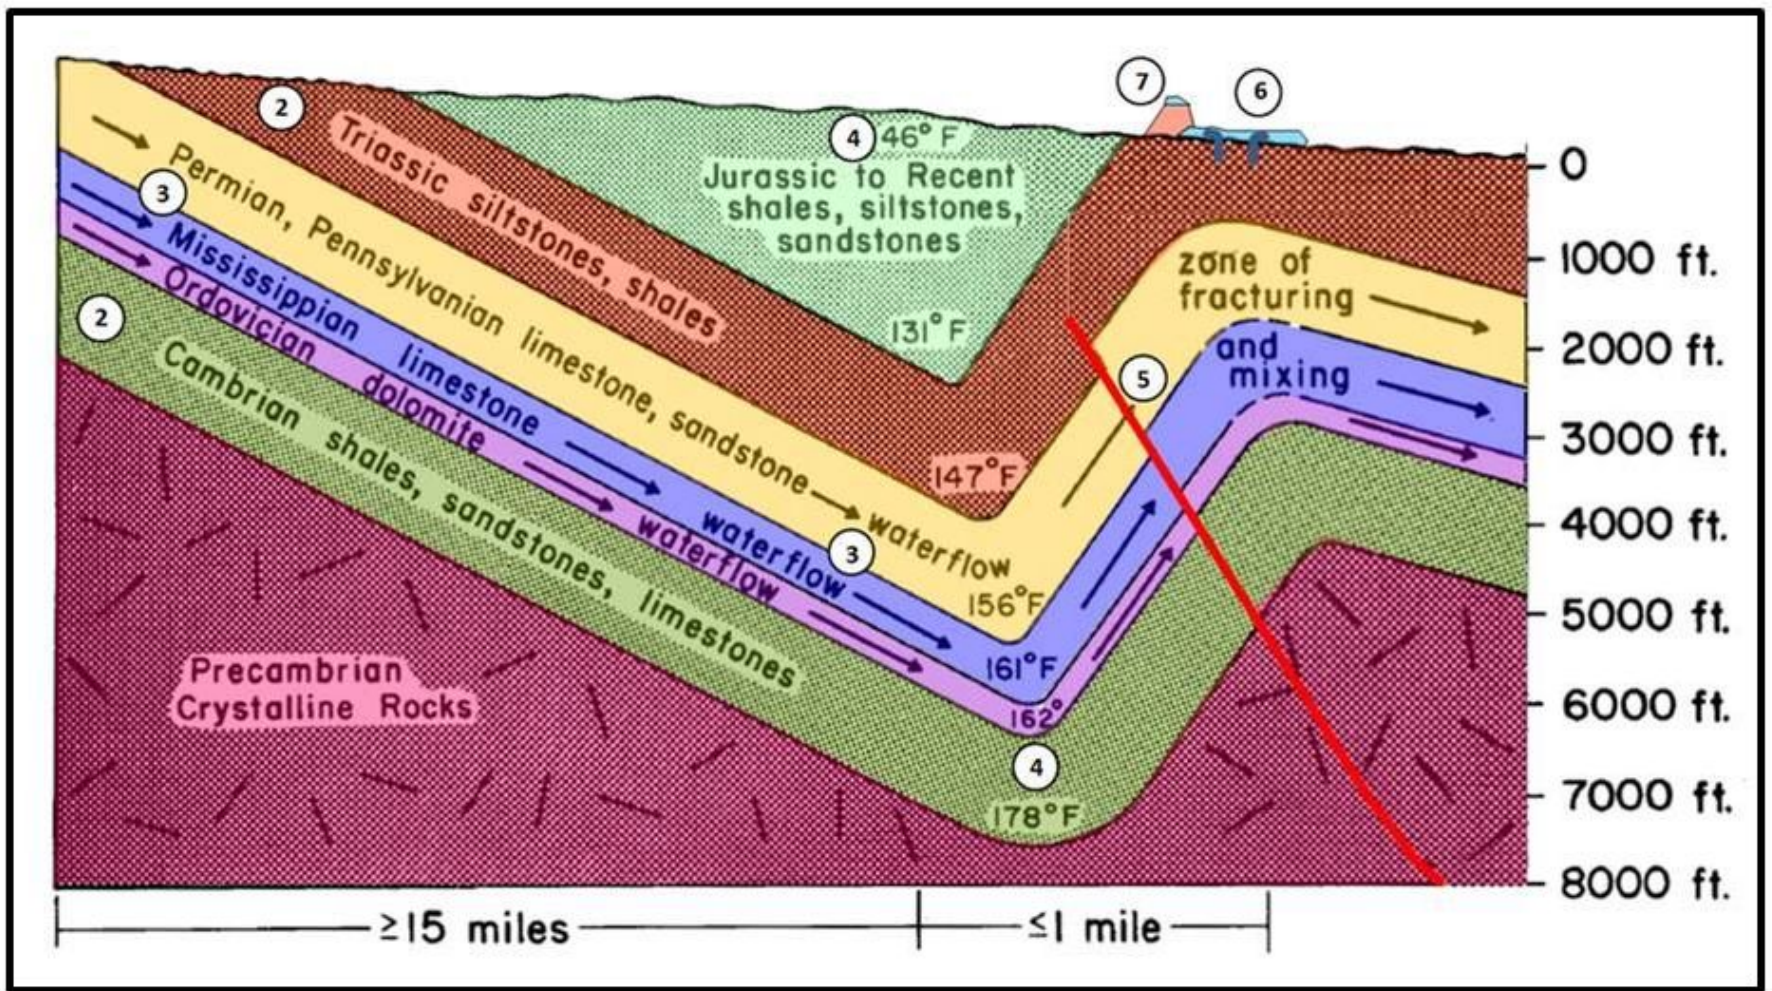 7
6
2
4
46° F
0
Triassic siltstones, shales
Jurassic to Recent
shales, siltstones,
sandstones
3
Permian, Pennsylvanian limestone, sandstone
waterflow
zone of
fracturing
1000 ft.
Mississippian limestone
waterflow
131°F
2
Ordovician dolomite
waterflow
and
mixing
2000 ft.
5
Cambrian shales, sandstones, limestones
3000 ft.
147°F
4000 ft.
3
156°F
5000 ft.
161°F
Precambrian
Crystalline Rocks
162°
6000 ft.
4
178°F
7000 ft.
8000 ft.
≥15 miles
≤1 mile